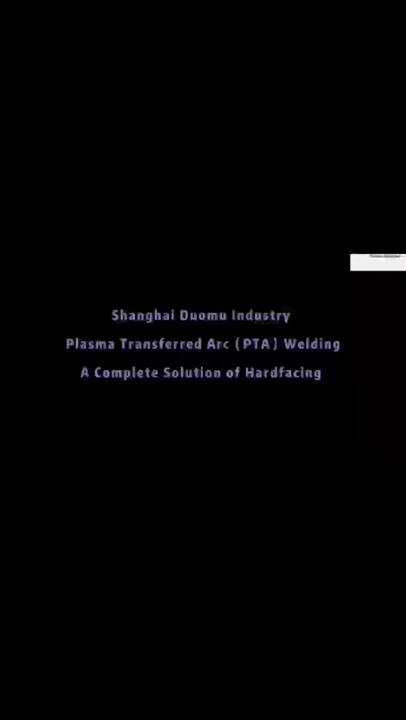 Shanghai Duomu Industry
Plasma Transferred Arc (PTA) Welding
A Complete Solution of Hardfacing